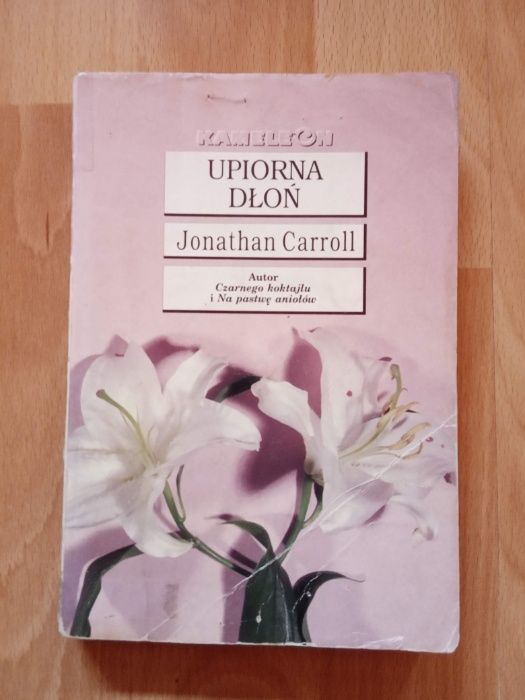 KAMELEON
UPIORNA
DŁOŃ
Jonathan Carroll
Autor
Czarnego koktajlu
i Na pastwę aniołów